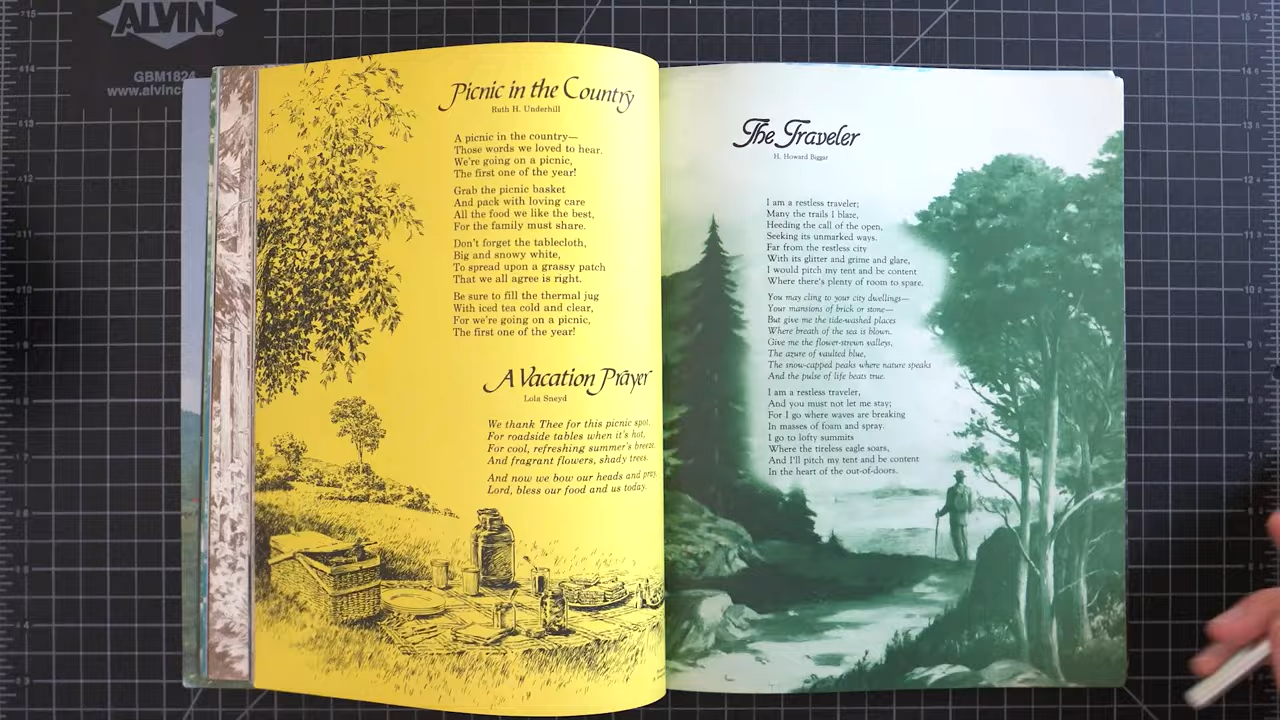 ALVIN
GBM1824
Picnic in the Country
Ruth H. Underhill
A picnic in the country—
Those words we loved to hear.
We're going on a picnic,
The first one of the year!
Grab the picnic basket
And pack with loving care
All the food we like the best,
For the family must share.
Don't forget the tablecloth,
Big and snowy white,
To spread upon a grassy patch
That we all agree is right.
Be sure to fill the thermal jug
With iced tea cold and clear,
For we're going on a picnic,
The first one of the year!
A Vacation Prayer
Lola Sneyd
We thank Thee for this picnic spot,
For roadside tables when it's hot,
For cool, refreshing summer's breeze,
And fragrant flowers, shady trees.
And now we bow our heads and pray,
Lord, bless our food and us today.
The Traveler
H. Howard Biggar
I am a restless traveler;
Many the trails I blaze,
Heeding the call of the open,
Seeking its unmarked ways.
Far from the restless city
With its glitter and grime and glare,
I would pitch my tent and be content
Where there's plenty of room to spare.
You may cling to your city dwellings—
Your mansions of brick or stone—
But give me the tide-washed places
Where breath of the sea is blown.
Give me the flower-strewn valleys,
The azure of vaulted blue,
The snow-capped peaks where nature speaks
And the pulse of life beats true.
I am a restless traveler,
And you must not let me stay;
For I go where waves are breaking
In masses of foam and spray.
I go to lofty summits
Where the tireless eagle soars,
And I'll pitch my tent and be content
In the heart of the out-of-doors.